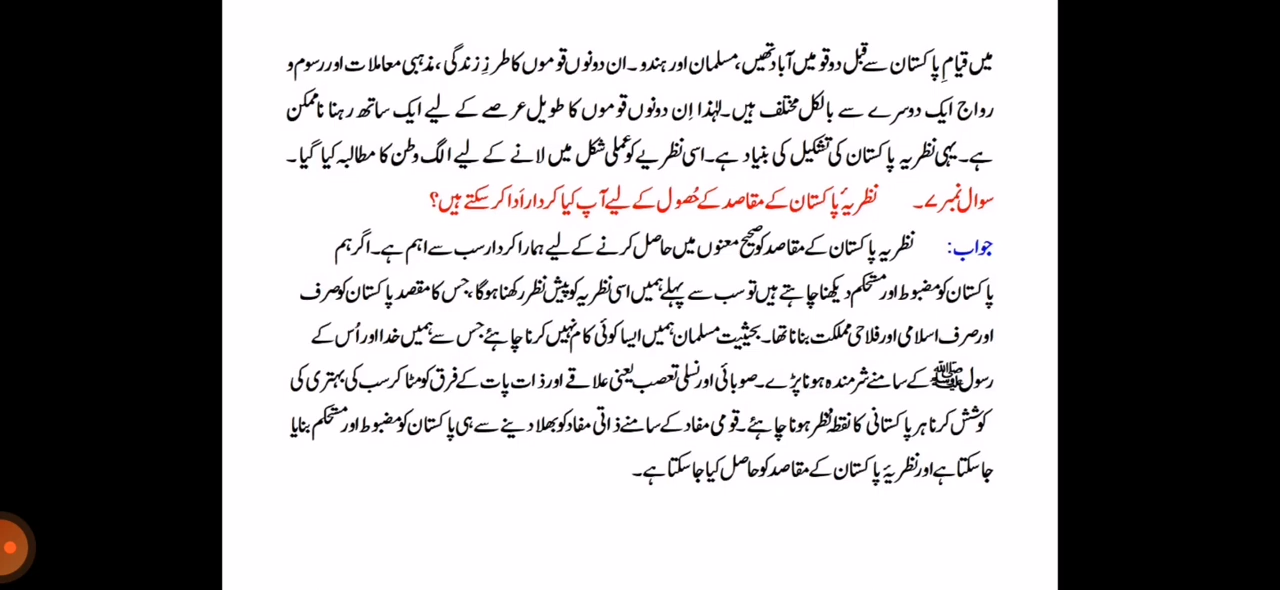 میں قیامِ پاکستان سے قبل دو قومیں آباد تھیں، مسلمان اور ہندو۔ ان دونوں قوموں کا طرزِ زندگی، مذہبی معاملات اور رسوم و
رواج ایک دوسرے سے بالکل مختلف ہیں۔ لہٰذا اِن دونوں قوموں کا طویل عرصے کے لیے ایک ساتھ رہنا ناممکن
ہے۔ یہی نظریہ پاکستان کی تشکیل کی بنیاد ہے۔ اسی نظریے کو عملی شکل میں لانے کے لیے الگ وطن کا مطالبہ کیا گیا۔
سوال نمبر ۷۔ نظریۂ پاکستان کے مقاصد کے حُصول کے لیے آپ کیا کردار اَدا کر سکتے ہیں؟
جواب: نظریہ پاکستان کے مقاصد کو صحیح معنوں میں حاصل کرنے کے لیے ہمارا کردار سب سے اہم ہے۔ اگر ہم
پاکستان کو مضبوط اور مستحکم دیکھنا چاہتے ہیں تو سب سے پہلے ہمیں اسی نظریہ کو پیش نظر رکھنا ہوگا، جس کا مقصد پاکستان کو صرف
اور صرف اسلامی اور فلاحی مملکت بنانا تھا۔ بحیثیت مسلمان ہمیں ایسا کوئی کام نہیں کرنا چاہئے جس سے ہمیں خدا اور اُس کے
رسول ﷺ کے سامنے شرمندہ ہونا پڑے۔ صوبائی اور نسلی تعصب یعنی علاقے اور ذات پات کے فرق کو مٹا کر سب کی بہتری کی
کوشش کرنا ہر پاکستانی کا نقطہ نظر ہونا چاہئے۔ قومی مفاد کے سامنے ذاتی مفاد کو بھلا دینے سے ہی پاکستان کو مضبوط اور مستحکم بنایا
جا سکتا ہے اور نظریۂ پاکستان کے مقاصد کو حاصل کیا جا سکتا ہے۔